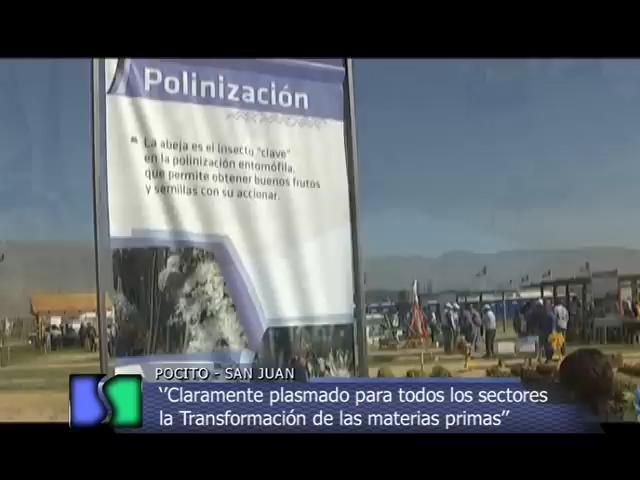 Polinización
La abeja es el insecto "clave"
en la polinización entomófila,
que permite obtener buenos frutos
y semillas con su accionar.
POCITO - SAN JUAN
"Claramente plasmado para todos los sectores
la Transformación de las materias primas"